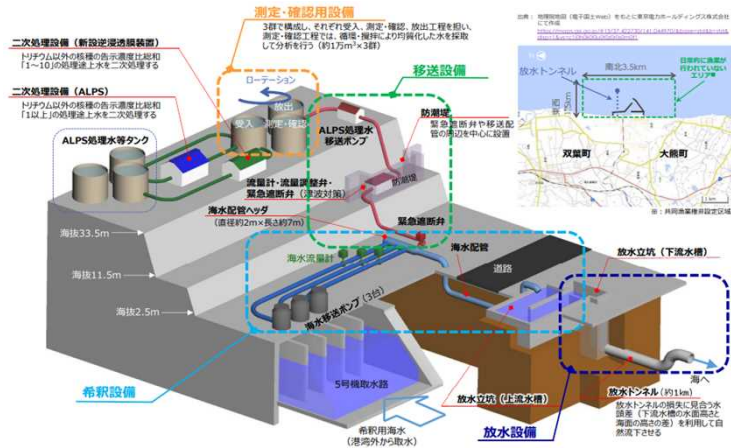 測定・確認用設備
3群で構成し、それぞれ受入、測定・確認、放出工程を担い、
測定・確認工程では、循環・攪拌により均質化した水を採取
して分析を行う（約1万m³×3群）
二次処理設備（新設逆浸透膜装置）
トリチウム以外の核種の告示濃度比総和
「1～10」の処理途上水を二次処理する
二次処理設備（ALPS）
トリチウム以外の核種の告示濃度比総和
「1以上」の処理途上水を二次処理する
ALPS処理水等タンク
ローテーション
受入
放出
測定・確認
移送設備
ALPS処理水
移送ポンプ
防潮堤
緊急遮断弁や移送配
管の周辺を中心に設置
防潮堤
流量計・流量調整弁・
緊急遮断弁（津波対策）
海水配管ヘッダ
（直径約2m×長さ約7m）
緊急遮断弁
海水流量計
海水配管
道路
放水立坑（下流水槽）
海抜33.5m
海抜11.5m
海抜2.5m
海水移送ポンプ（3台）
5号機取水路
希釈設備
希釈用海水
（港湾外から取水）
放水立坑（上流水槽）
放水設備
放水トンネル（約1km）
放水トンネルの損失に見合う水
頭差（下流水槽の水面高さと
海面の高さの差）を利用して自
然流下させる
海へ
出典：地理院地図（電子国土Web）をもとに東京電力ホールディングス株式会社
にて作成
放水トンネル
南北3.5km
東西1.5km
日常的に漁業が
行われていない
エリア
双葉町
大熊町
1km
：共同漁業権非設定区域